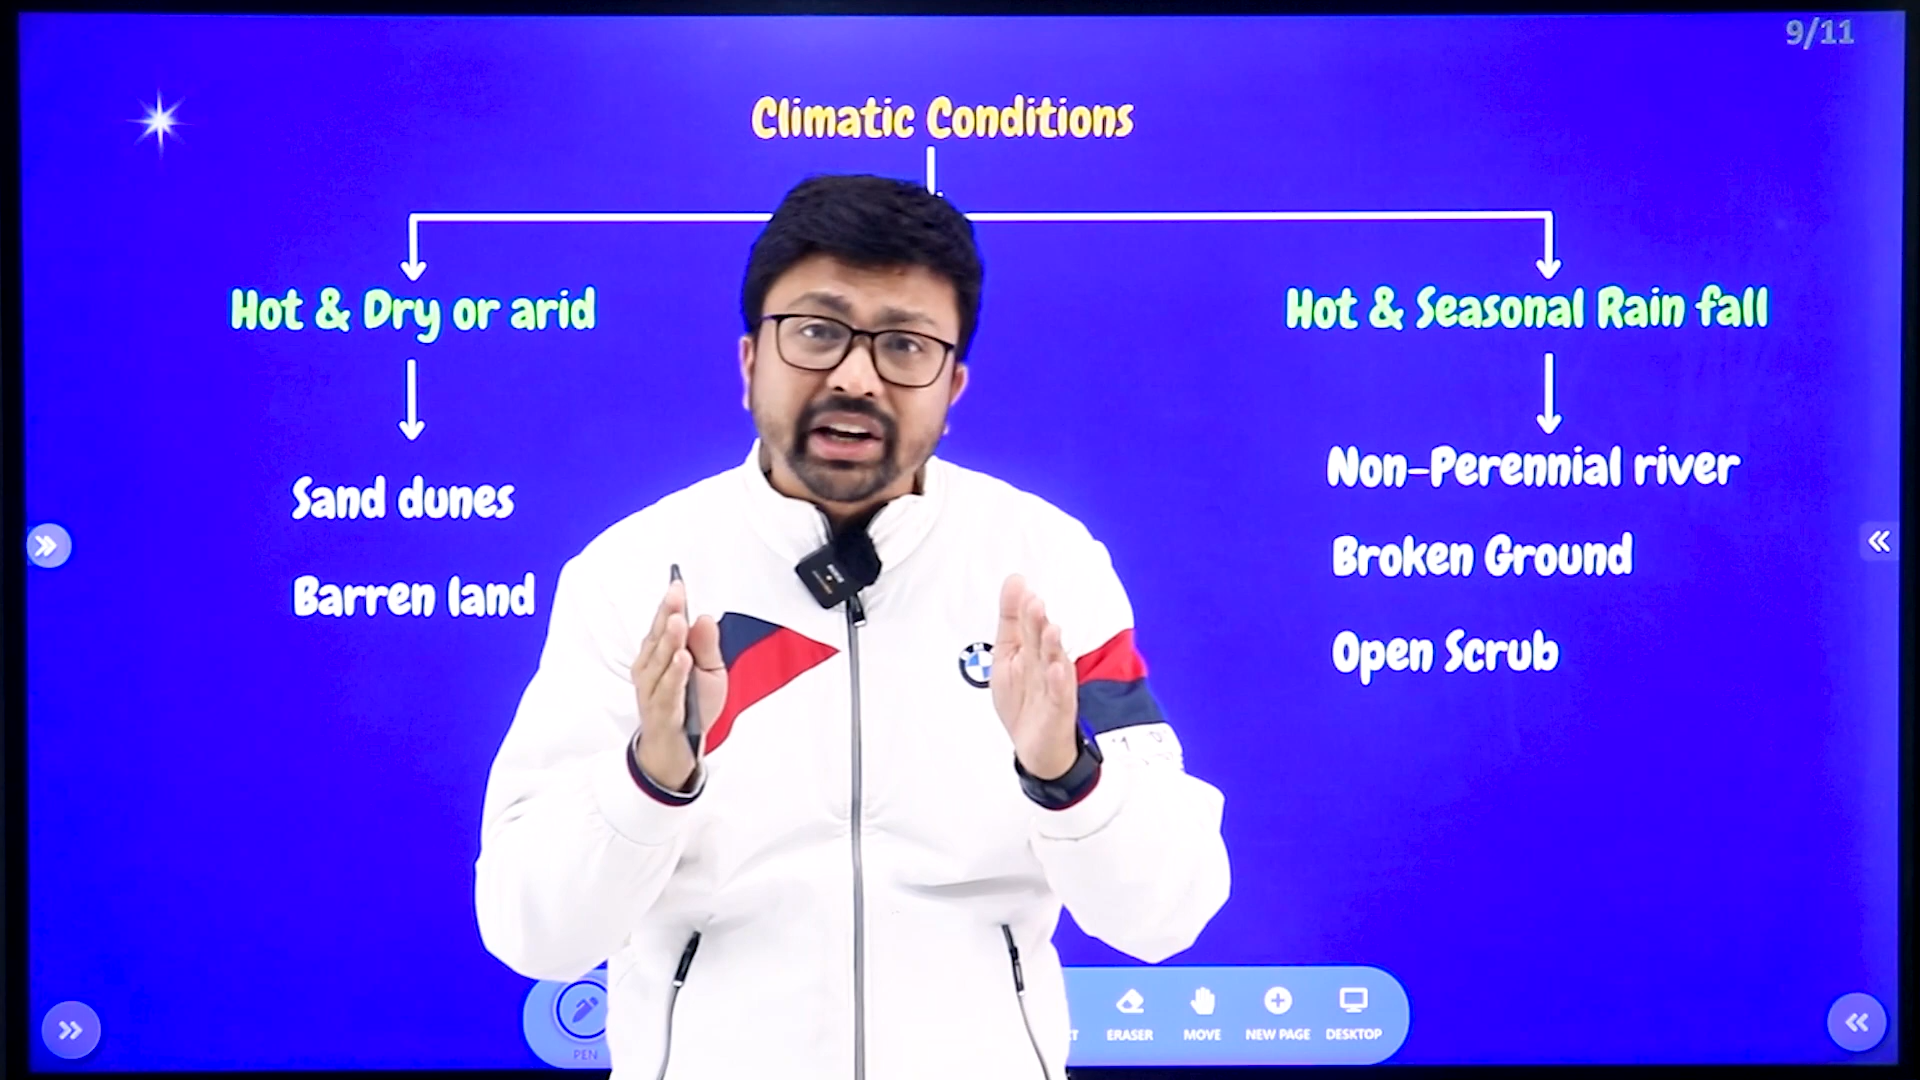 9/11
Climatic Conditions
Hot & Dry or arid
Hot & Seasonal Rain fall
Sand dunes
Barren land
Non-Perennial river
Broken Ground
Open Scrub
PEN
ERASER
MOVE
NEW PAGE
DESKTOP